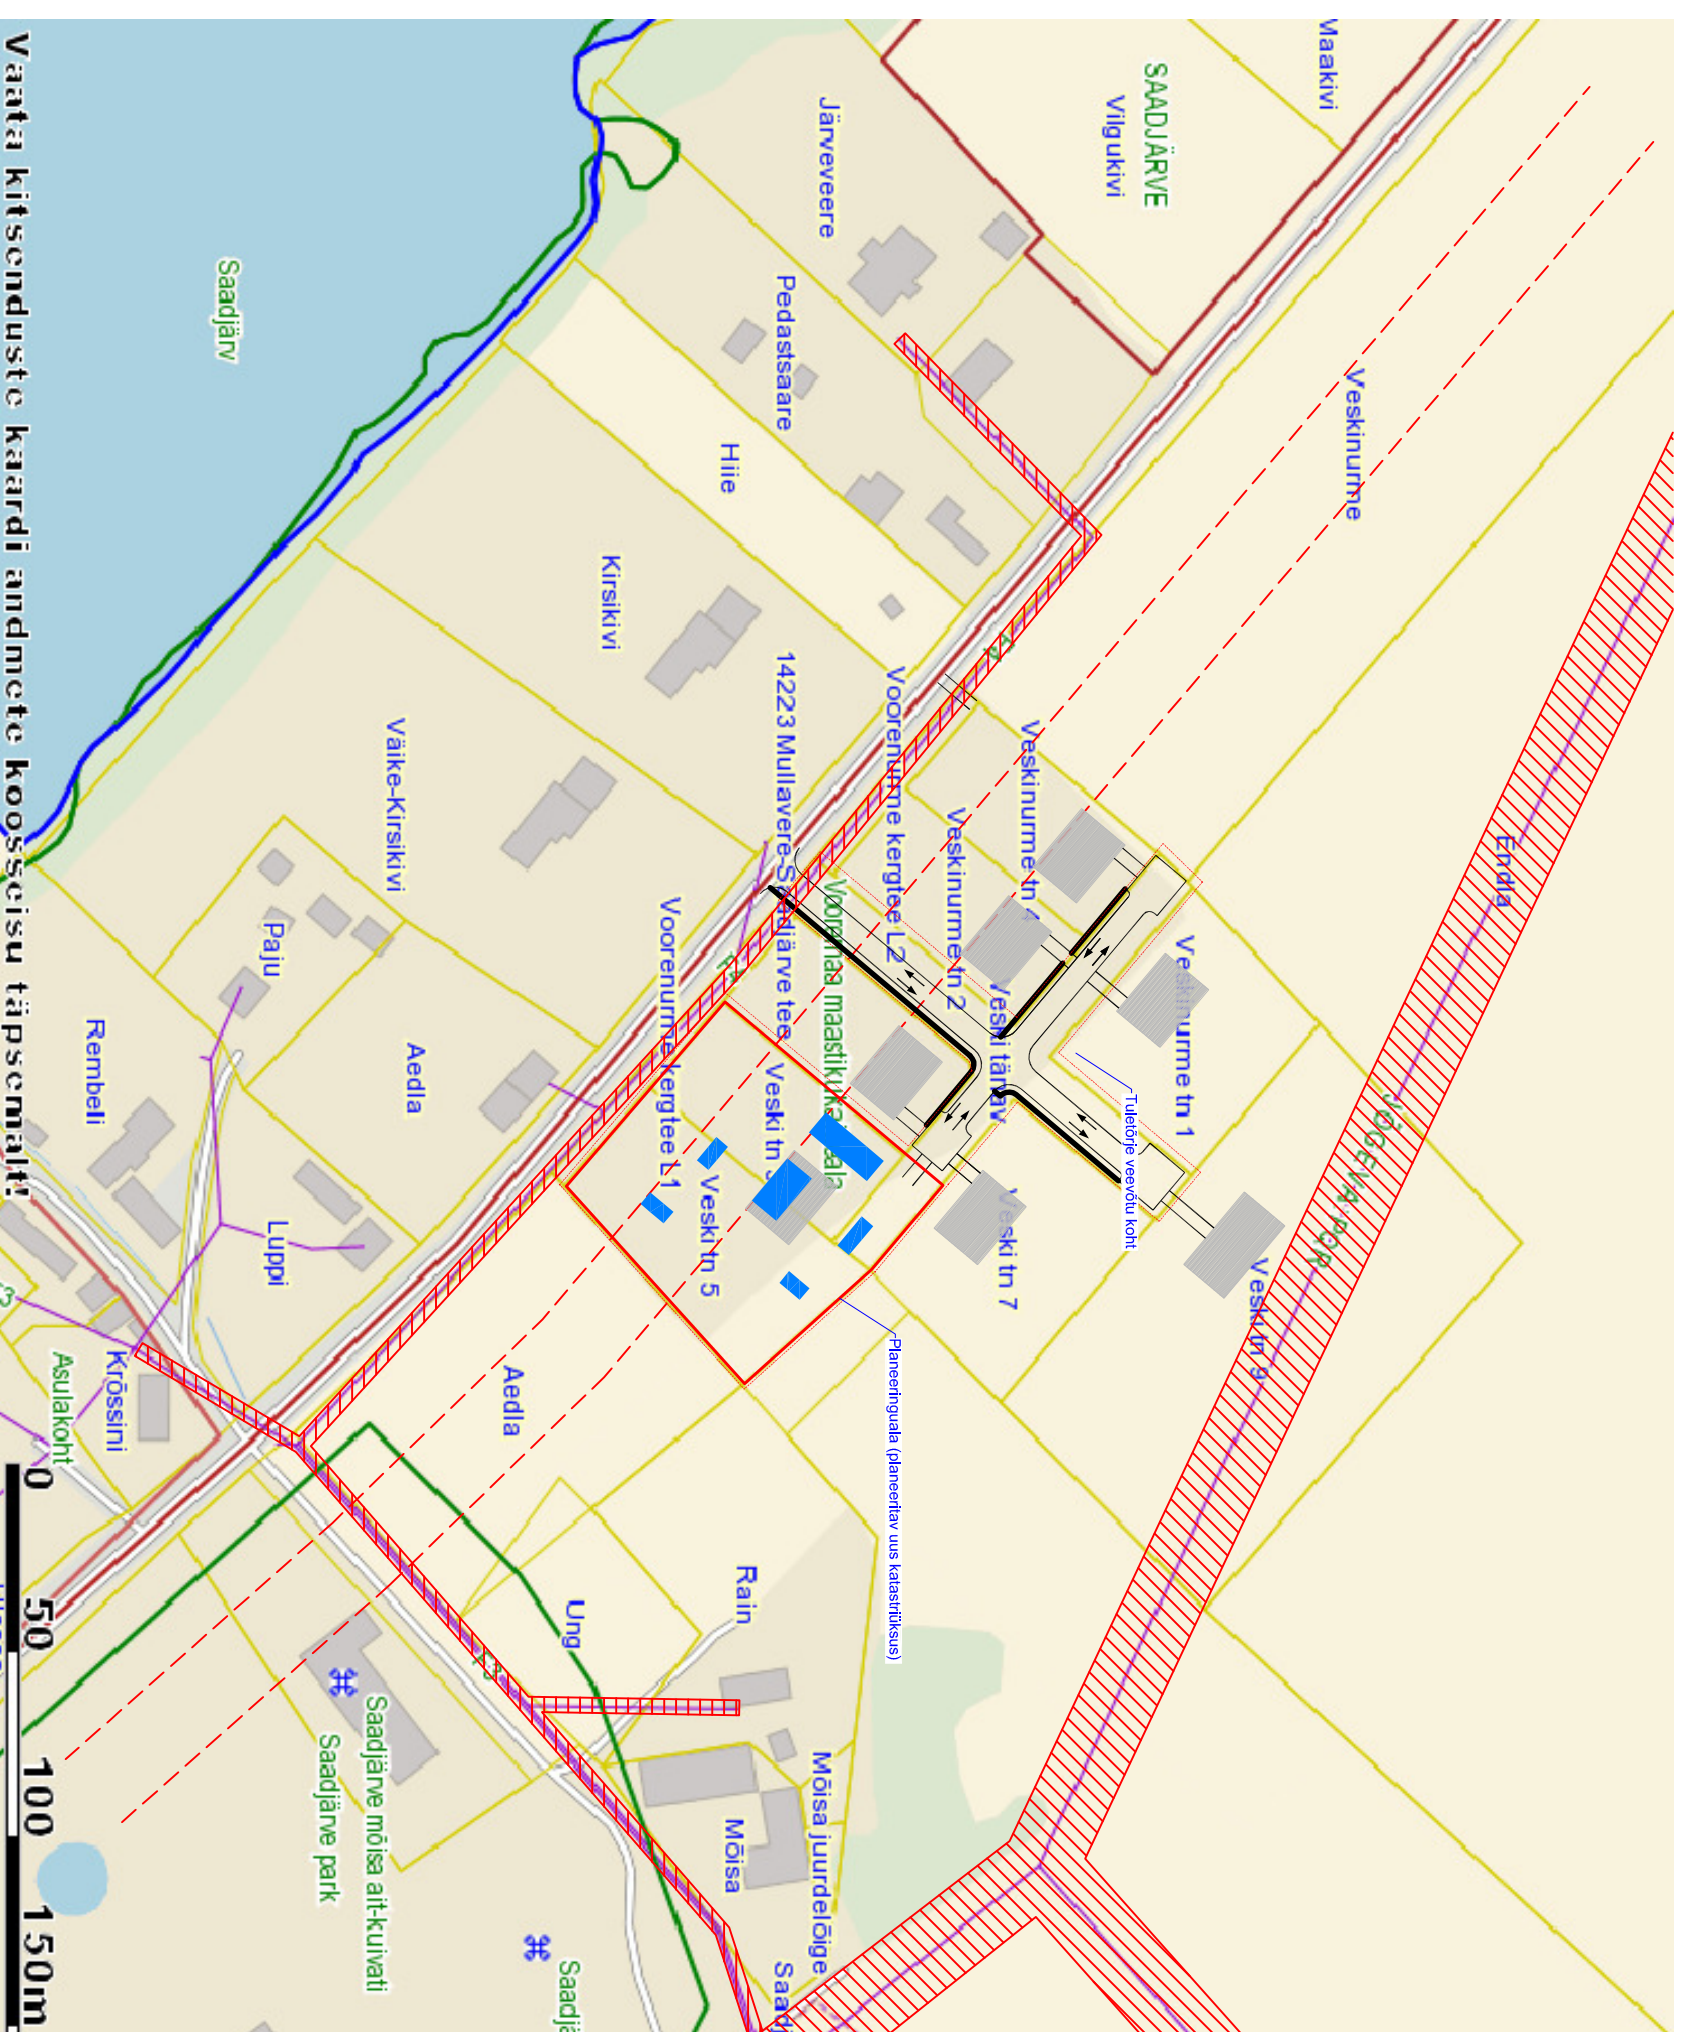 Maakivi
SAADJÄRVE
Vilgukivi
Järveveere
Veskinurme
Pedastsaare
Saadjärv
Hiie
Kirsikivi
14223 Mullavere-Saadjärve tee
Voorenurme kergtee L2
Veskinurme tn 4
Veskinurme tn 2
Veskinurme tn 1
Endla
Väike-Kirsikivi
Voorenurme kergtee L1
Veski tänav
Tuletõrje veevõtu koht
Paju
Rembeli
Aedla
Veski tn 5
Veski tn 7
Veski tn 9
Luppi
Planeeringuala (planeeritav uus katastriüksus)
Krõssini
Asulakoht
Aedla
Rain
Ung
Saadjärve mõisa ait-kuivati
Saadjärve park
Mõisa juurdelõige
Mõisa
Vaata kitsenduste kaardi andmete koosseisu täpsemalt!
0 50 100 150m